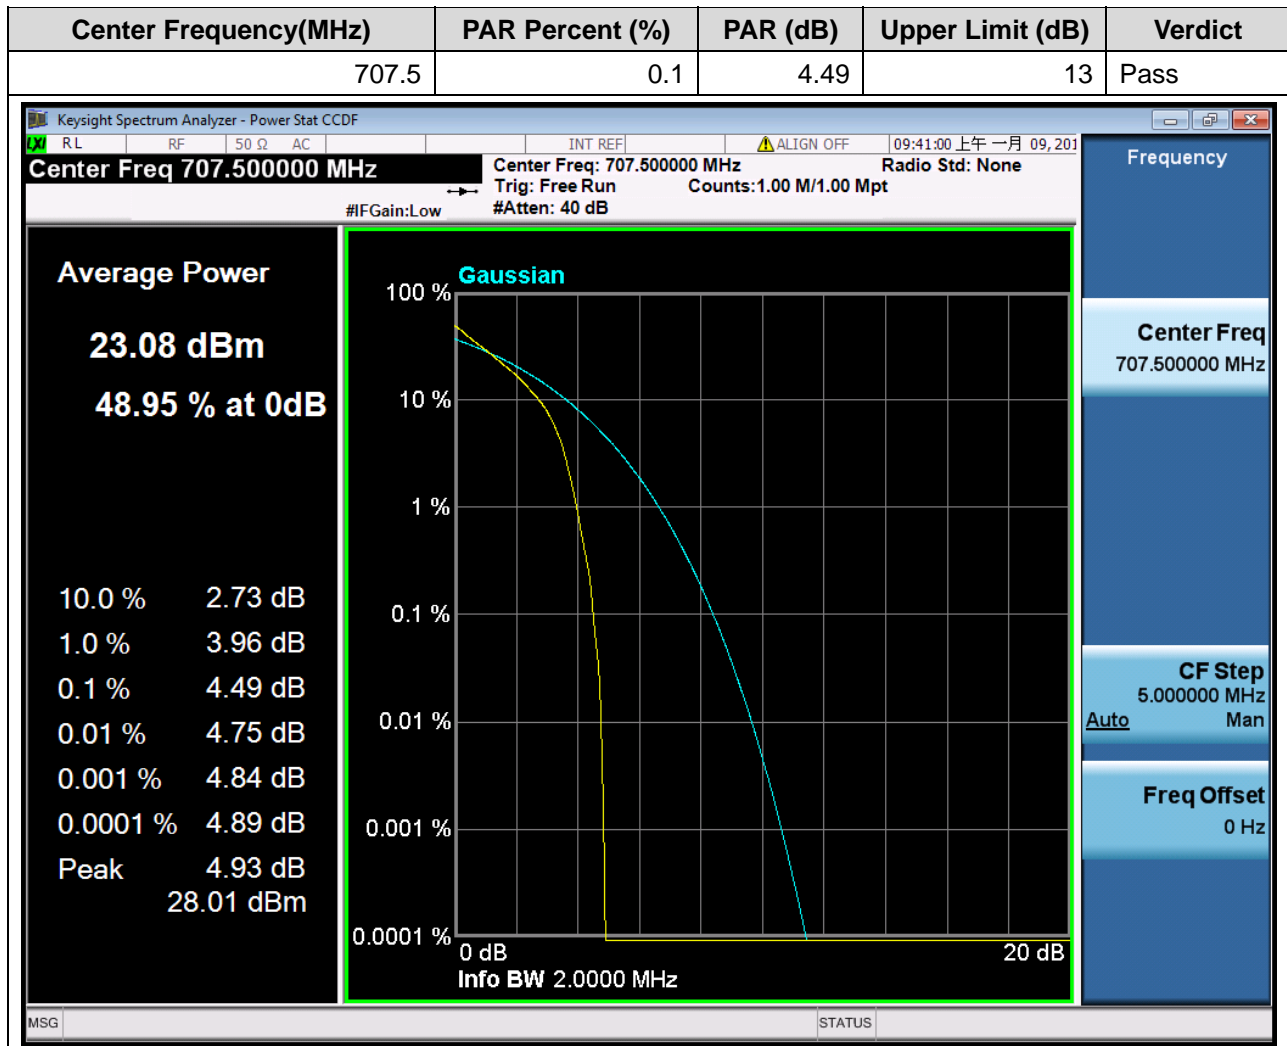 Center Frequency(MHz) PAR Percent (%) PAR (dB) Upper Limit (dB) Verdict
707.5 0.1 4.49 13 Pass
Keysight Spectrum Analyzer - Power Stat CCDF
LXI RL RF 50 Ω AC INT REF ALIGN OFF 09:41:00 上午 一月 09, 201
Center Freq 707.500000 MHz
Center Freq: 707.500000 MHz Radio Std: None
Trig: Free Run Counts:1.00 M/1.00 Mpt
#IFGain:Low #Atten: 40 dB
Average Power
23.08 dBm
48.95 % at 0dB
10.0 % 2.73 dB
1.0 % 3.96 dB
0.1 % 4.49 dB
0.01 % 4.75 dB
0.001 % 4.84 dB
0.0001 % 4.89 dB
Peak 4.93 dB
28.01 dBm
Gaussian
100 %
10 %
1 %
0.1 %
0.01 %
0.001 %
0.0001 %
0 dB 20 dB
Info BW 2.0000 MHz
Frequency
Center Freq
707.500000 MHz
CF Step
5.000000 MHz
Auto Man
Freq Offset
0 Hz
MSG STATUS